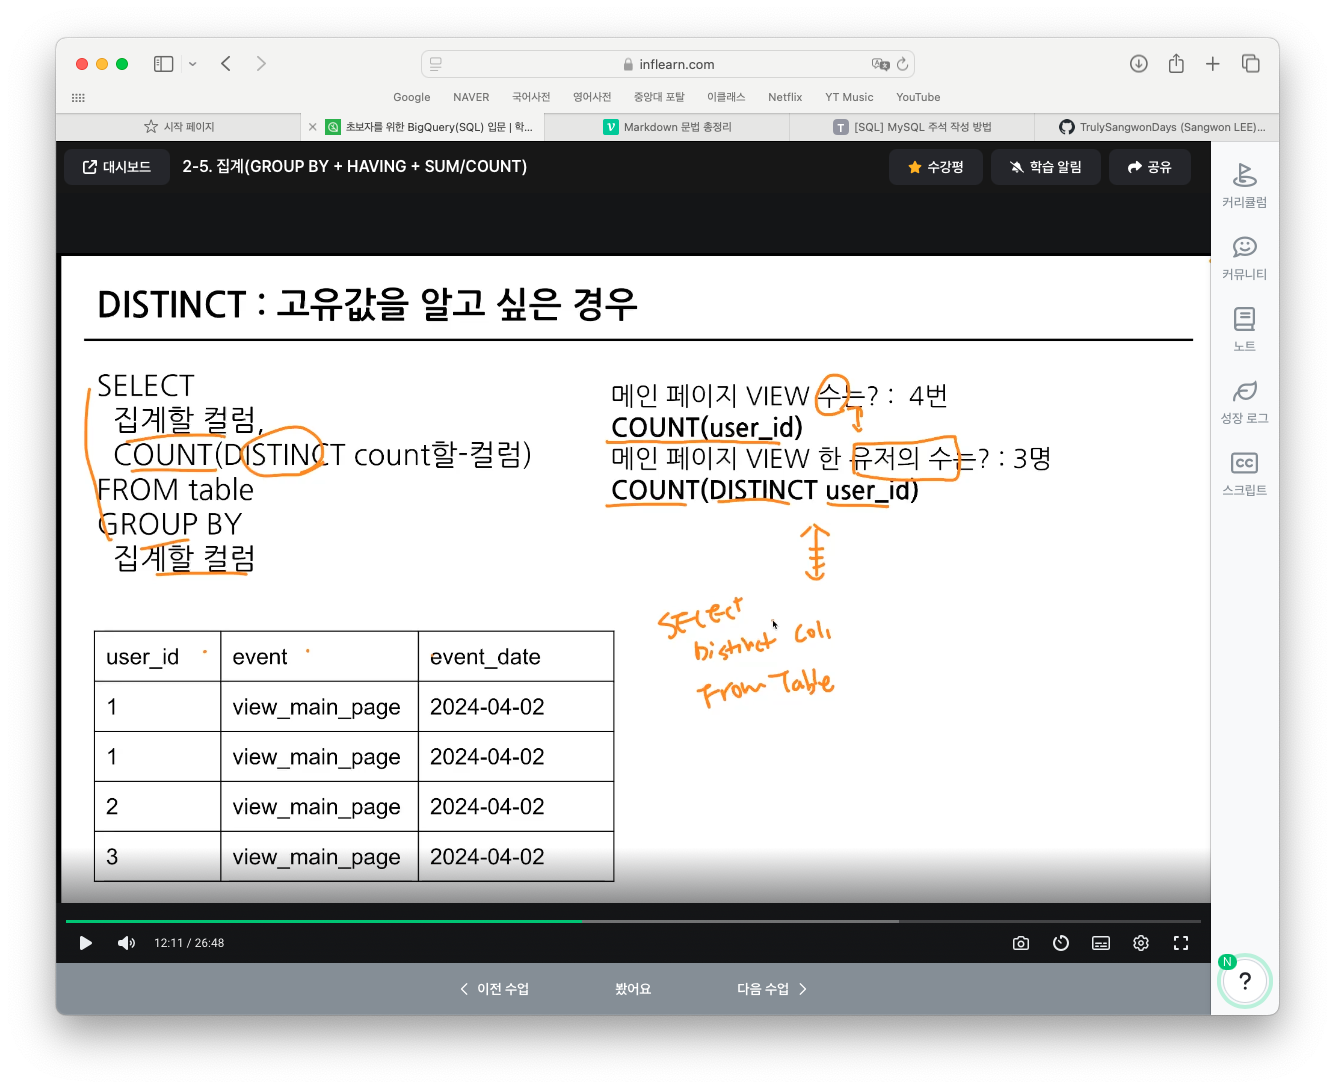 inflearn.com
Google NAVER 국어사전 영어사전 중앙대 포탈 이클래스 Netflix YT Music YouTube
시작 페이지
초보자를 위한 BigQuery(SQL) 입문 | 학...
Markdown 문법 총정리
[SQL] MySQL 주석 작성 방법
TrulySangwonDays (Sangwon LEE)...
대시보드
2-5. 집계(GROUP BY + HAVING + SUM/COUNT)
수강평
학습 알림
공유
커리큘럼
커뮤니티
노트
성장 로그
스크립트
DISTINCT : 고유값을 알고 싶은 경우
SELECT
집계할 컬럼,
COUNT(DISTINCT count할-컬럼)
FROM table
GROUP BY
집계할 컬럼
메인 페이지 VIEW 수는? : 4번
COUNT(user_id)
메인 페이지 VIEW 한 유저의 수는? : 3명
COUNT(DISTINCT user_id)
SELECT
Distinct Col1
From Table
user_id event event_date
1 view_main_page 2024-04-02
1 view_main_page 2024-04-02
2 view_main_page 2024-04-02
3 view_main_page 2024-04-02
12:11 / 26:48
이전 수업
봤어요
다음 수업
N
?